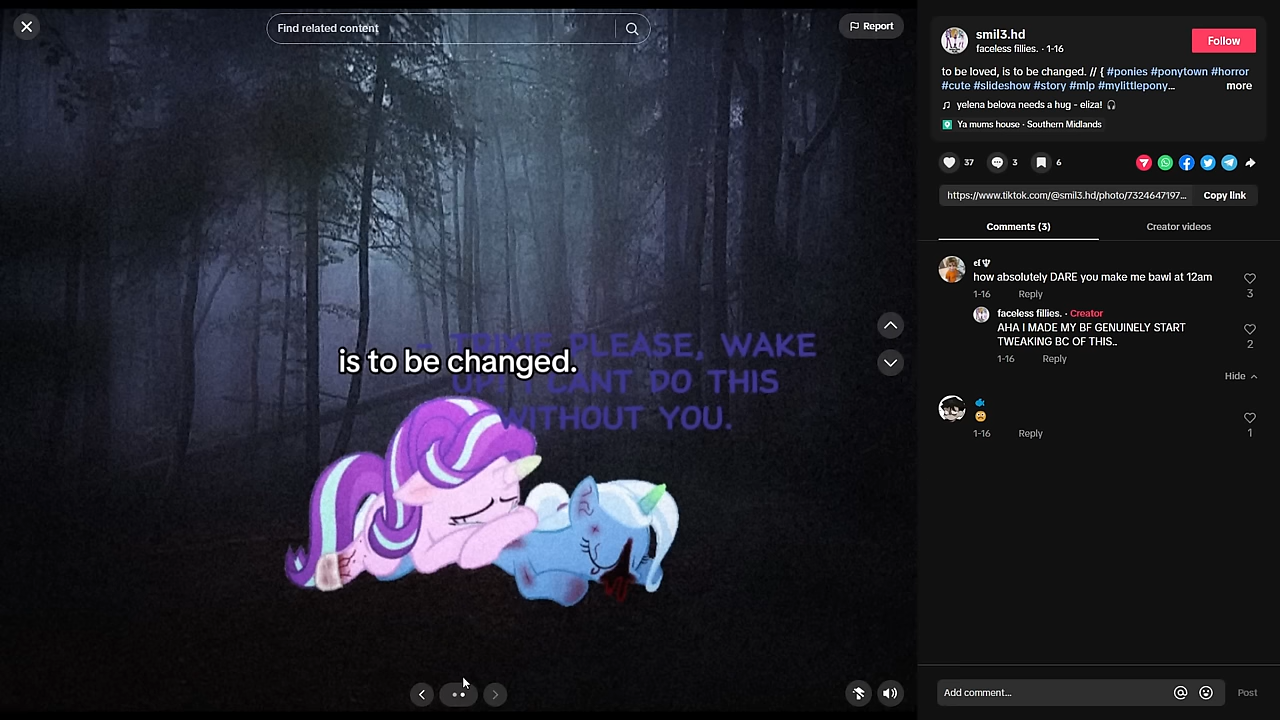 Find related content
Report
- TRIXIE PLEASE, WAKE
is to be changed.
UP! I CANT DO THIS
WITHOUT YOU.
smil3.hd
faceless fillies. · 1-16
Follow
to be loved, is to be changed. // { #ponies #ponytown #horror
#cute #slideshow #story #mlp #mylittlepony...
more
yelena belova needs a hug - eliza! 🎧
Ya mums house · Southern Midlands
37
3
6
https://www.tiktok.com/@smil3.hd/photo/7324647197...
Copy link
Comments (3)
Creator videos
how absolutely DARE you make me bawl at 12am
1-16
Reply
3
faceless fillies. · Creator
AHA I MADE MY BF GENUINELY START
TWEAKING BC OF THIS..
1-16
Reply
2
Hide
1-16
Reply
1
Add comment...
Post